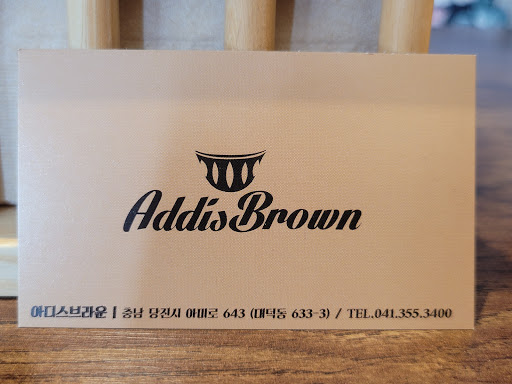 AddisBrown
아디스브라운 | 충남 당진시 아미로 643 (대덕동 633-3) / TEL.041.355.3400